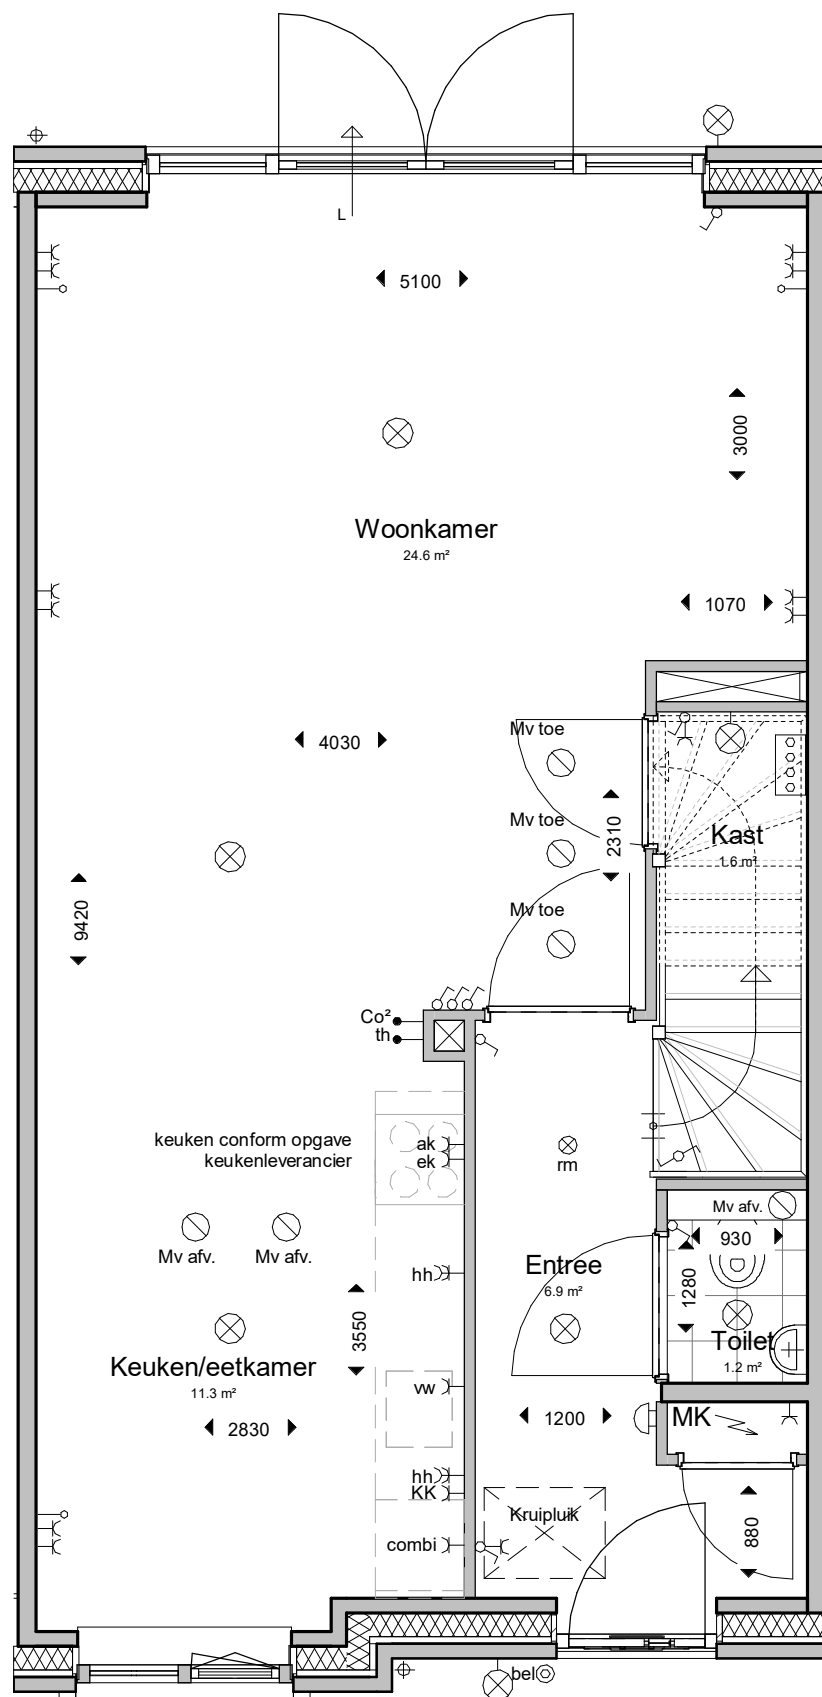 L
5100
3000
Woonkamer
24.6 m²
1070
4030
Mv toe
2310
Mv toe
Kast
1.6 m²
Mv toe
9420
Co²
th
keuken conform opgave
keukenleverancier
ak
ek
rm
Mv afv.
930
Mv afv.
Mv afv.
hh
Entree
6.9 m²
1280
3550
Toilet
1.2 m²
Keuken/eetkamer
11.3 m²
vw
2830
1200
MK
hh
KK
Kruipluik
880
combi
bel